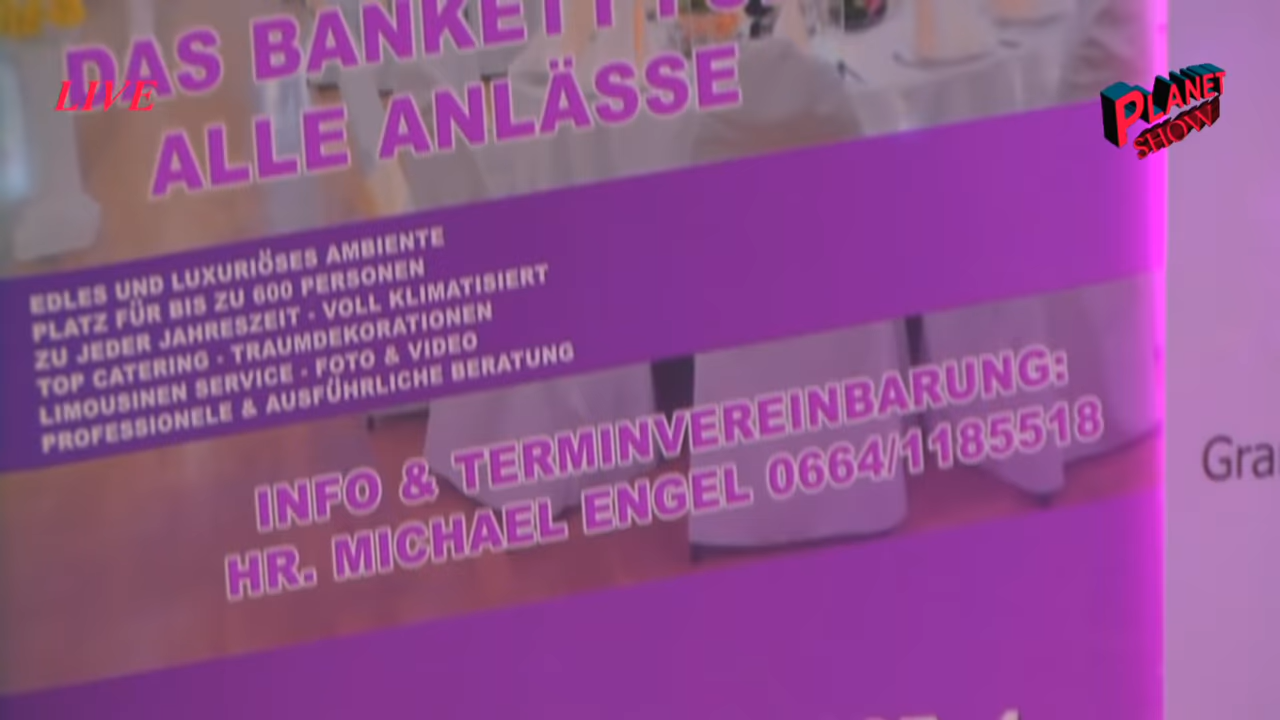 DAS BANKETT
ALLE ANLÄSSE
LIVE
PLANET
SHOW
EDLES UND LUXURIÖSES AMBIENTE
PLATZ FÜR BIS ZU 600 PERSONEN
ZU JEDER JAHRESZEIT - VOLL KLIMATISIERT
TOP CATERING - TRAUMDEKORATIONEN
LIMOUSINEN SERVICE - FOTO & VIDEO
PROFESSIONELE & AUSFÜHRLICHE BERATUNG
INFO & TERMINVEREINBARUNG:
HR. MICHAEL ENGEL 0664/1185518
Gra